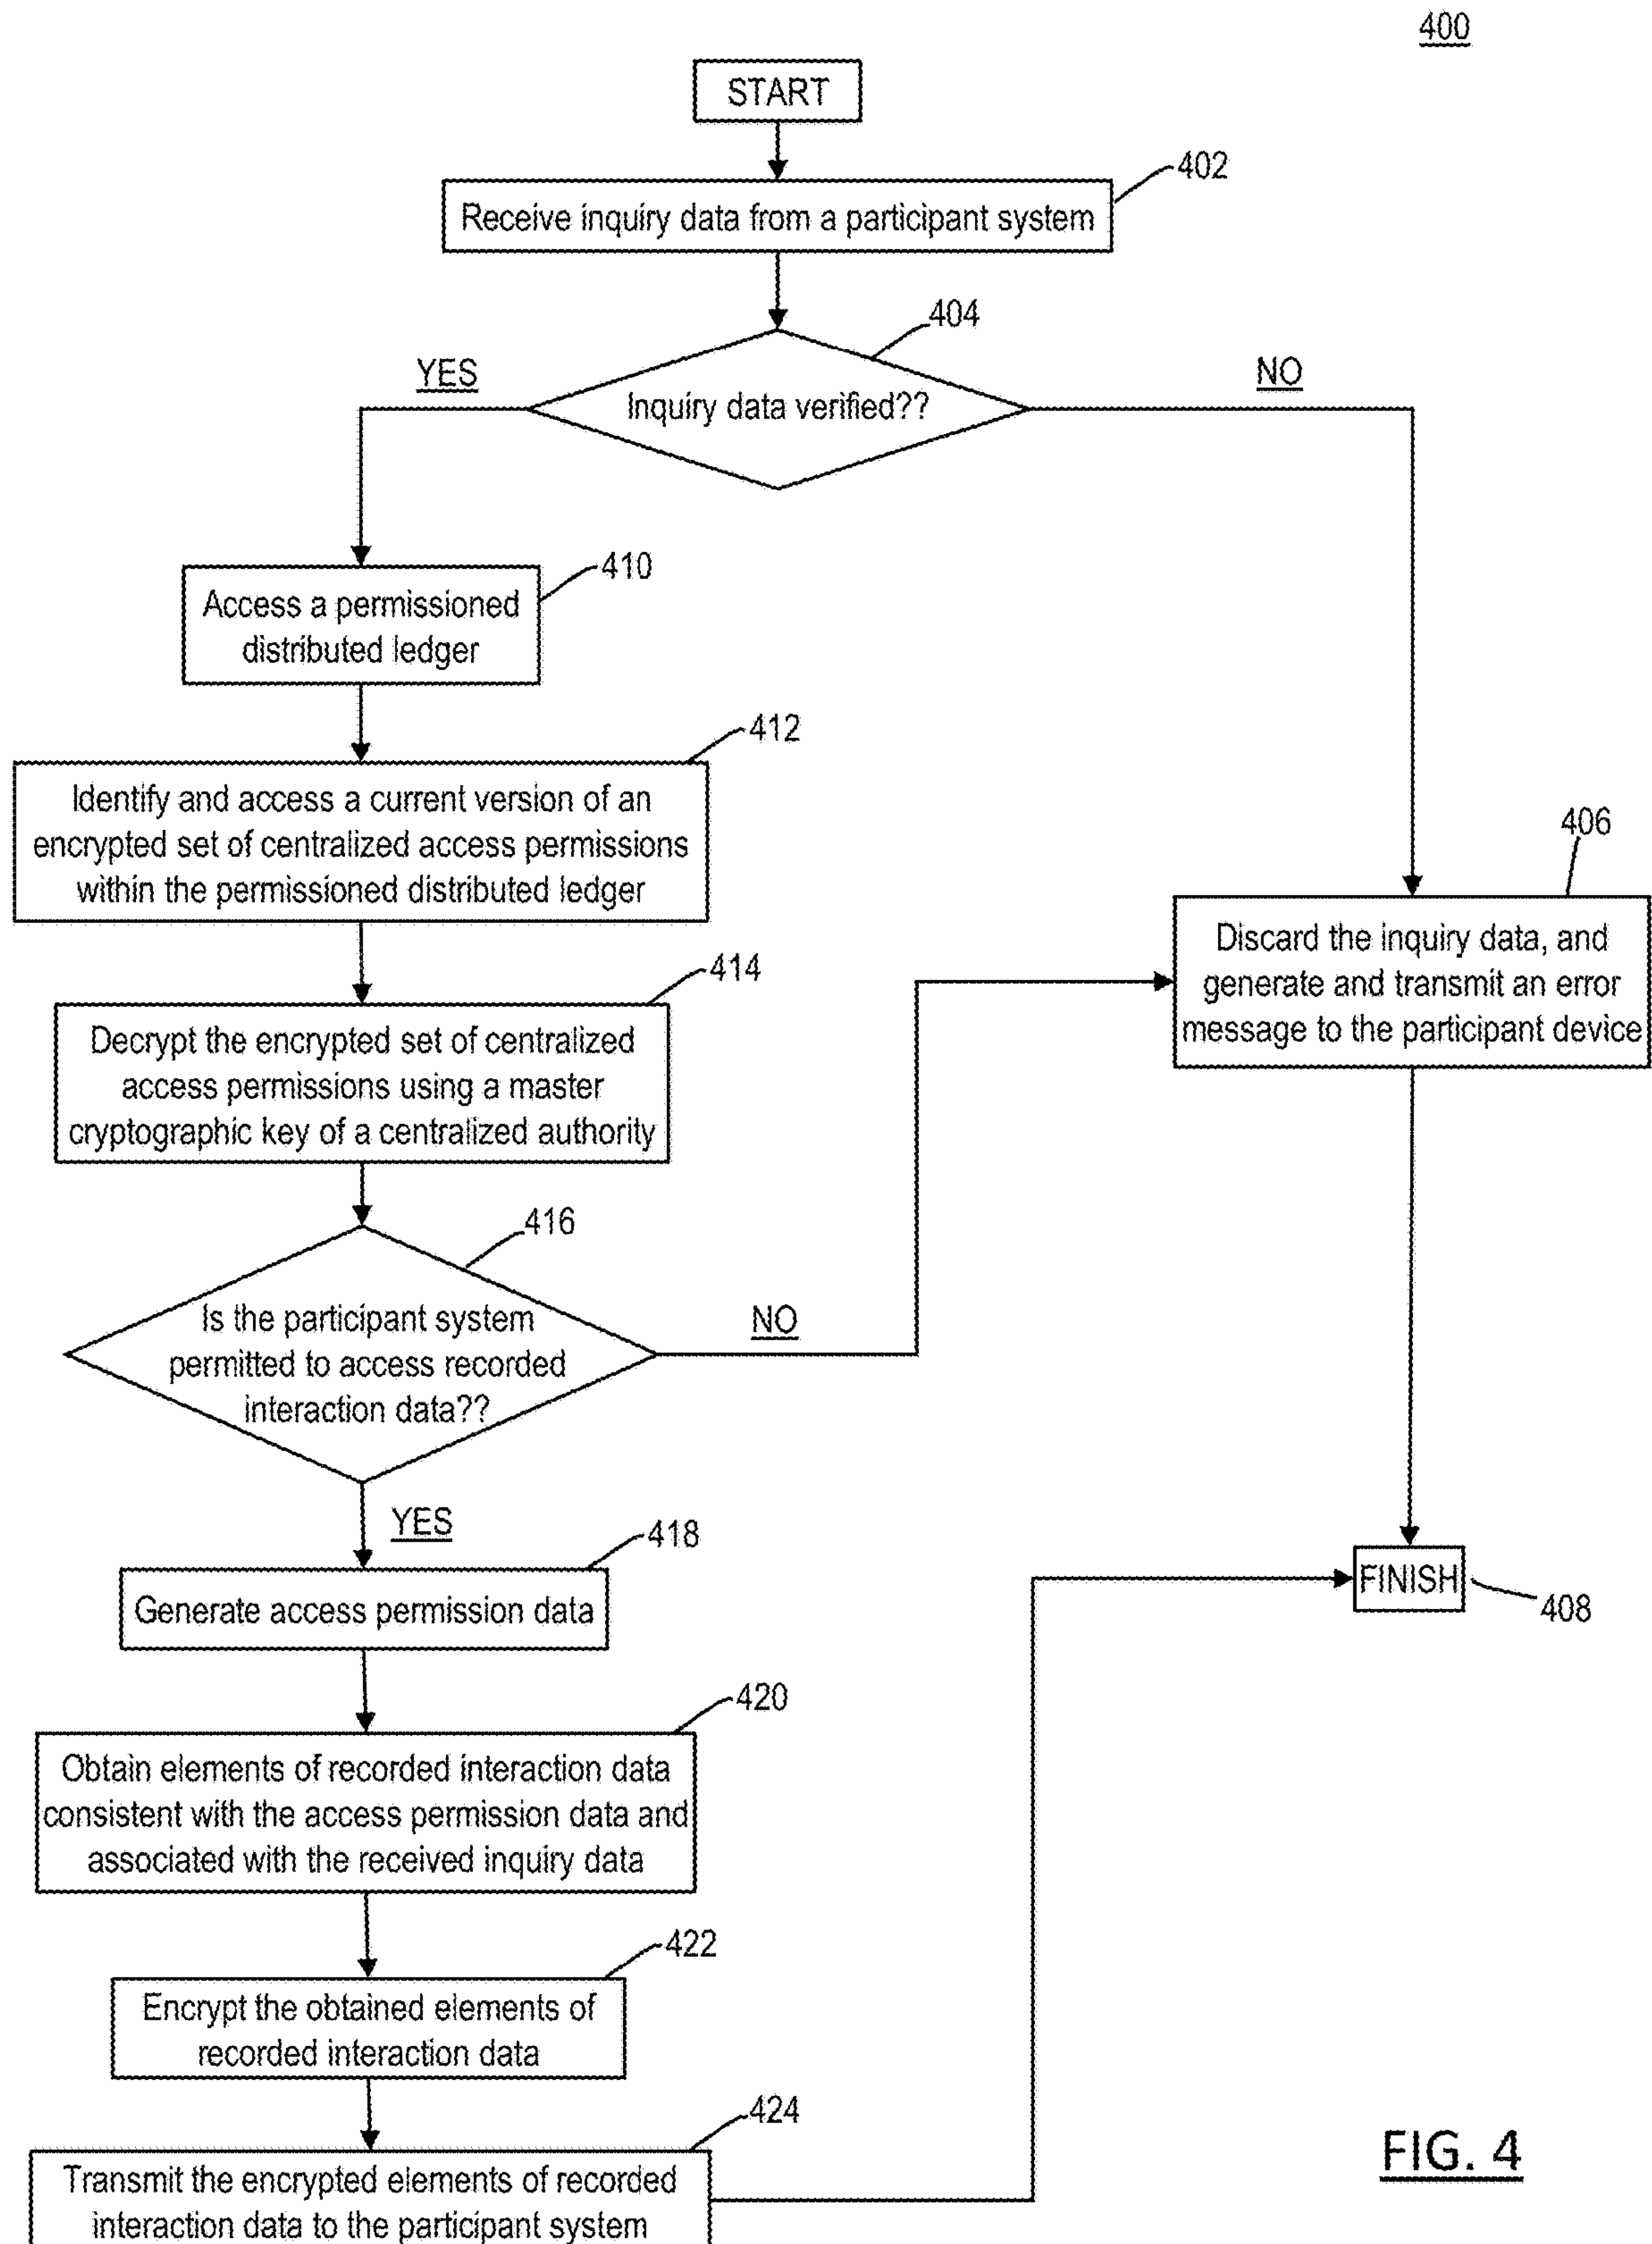 400
START
402
Receive inquiry data from a participant system
404
YES
NO
Inquiry data verified??
410
Access a permissioned
distributed ledger
412
Identify and access a current version of an
encrypted set of centralized access permissions
within the permissioned distributed ledger
406
Discard the inquiry data, and
generate and transmit an error
message to the participant device
414
Decrypt the encrypted set of centralized
access permissions using a master
cryptographic key of a centralized authority
416
Is the participant system
permitted to access recorded
interaction data??
NO
YES
418
Generate access permission data
FINISH
408
420
Obtain elements of recorded interaction data
consistent with the access permission data and
associated with the received inquiry data
422
Encrypt the obtained elements of
recorded interaction data
424
Transmit the encrypted elements of recorded
interaction data to the participant system
FIG. 4